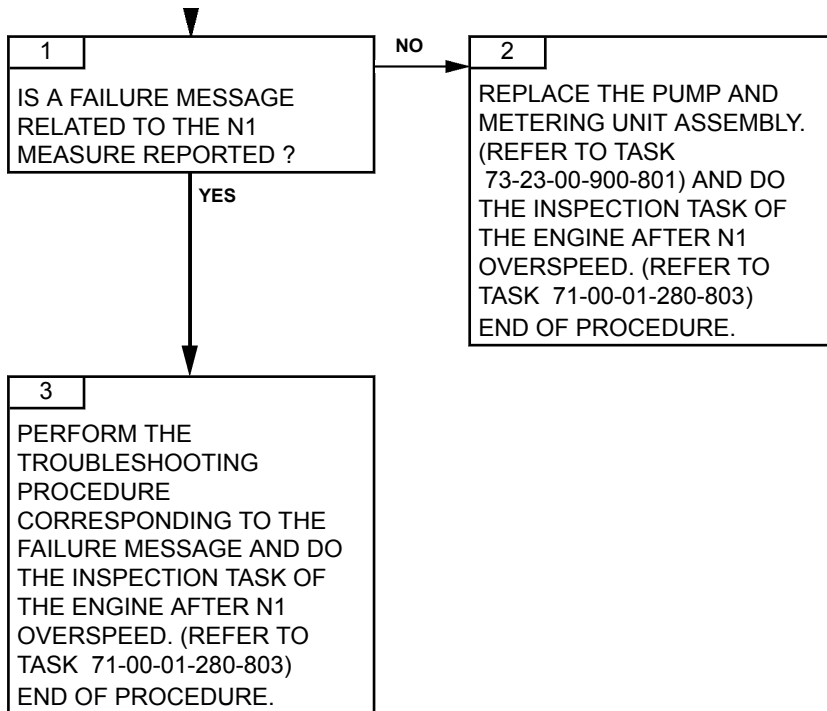 1
IS A FAILURE MESSAGE
RELATED TO THE N1
MEASURE REPORTED ?
NO
2
REPLACE THE PUMP AND
METERING UNIT ASSEMBLY.
(REFER TO TASK
73-23-00-900-801) AND DO
THE INSPECTION TASK OF
THE ENGINE AFTER N1
OVERSPEED. (REFER TO
TASK 71-00-01-280-803)
END OF PROCEDURE.
YES
3
PERFORM THE
TROUBLESHOOTING
PROCEDURE
CORRESPONDING TO THE
FAILURE MESSAGE AND DO
THE INSPECTION TASK OF
THE ENGINE AFTER N1
OVERSPEED. (REFER TO
TASK 71-00-01-280-803)
END OF PROCEDURE.